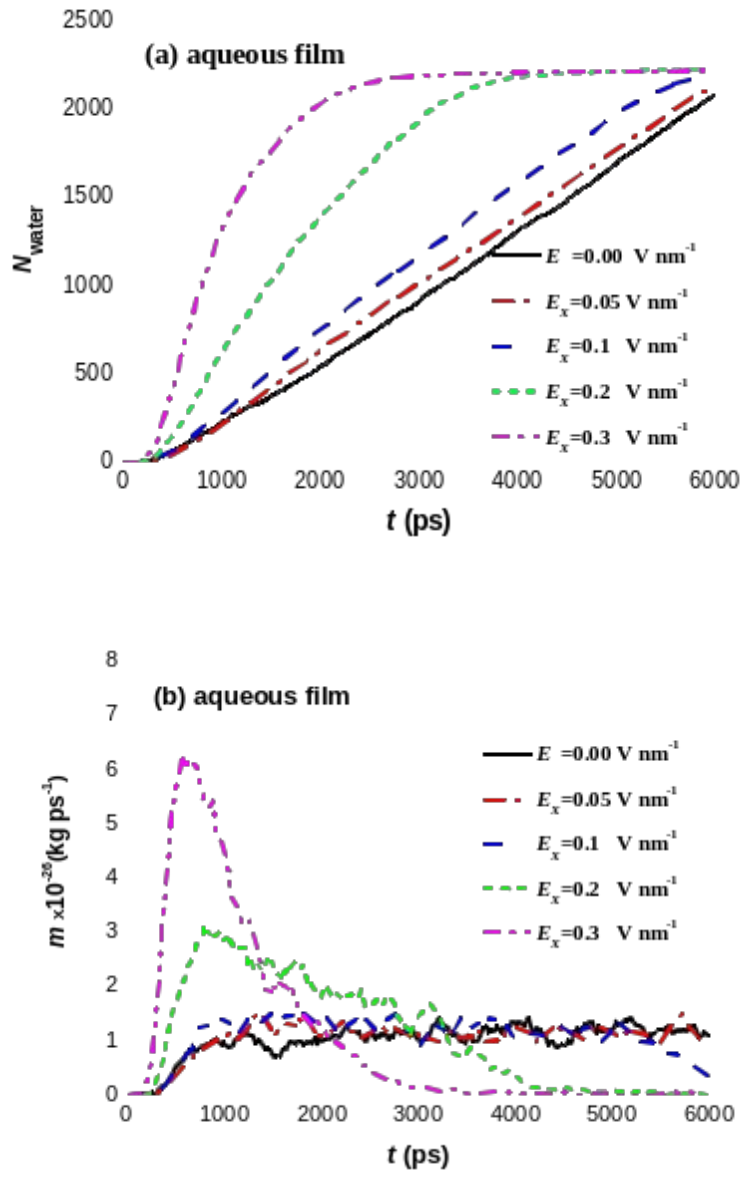 2500
(a) aqueous film
2000
1500
N_water
E =0.00 V nm⁻¹
1000
E_x=0.05 V nm⁻¹
E_x=0.1 V nm⁻¹
500
E_x=0.2 V nm⁻¹
E_x=0.3 V nm⁻¹
0
0 1000 2000 3000 4000 5000 6000
t (ps)
8
(b) aqueous film
7
E =0.00 V nm⁻¹
6
E_x=0.05 V nm⁻¹
5
m x10⁻²⁶(kg ps⁻¹)
E_x=0.1 V nm⁻¹
4
E_x=0.2 V nm⁻¹
3
E_x=0.3 V nm⁻¹
2
1
0
0 1000 2000 3000 4000 5000 6000
t (ps)